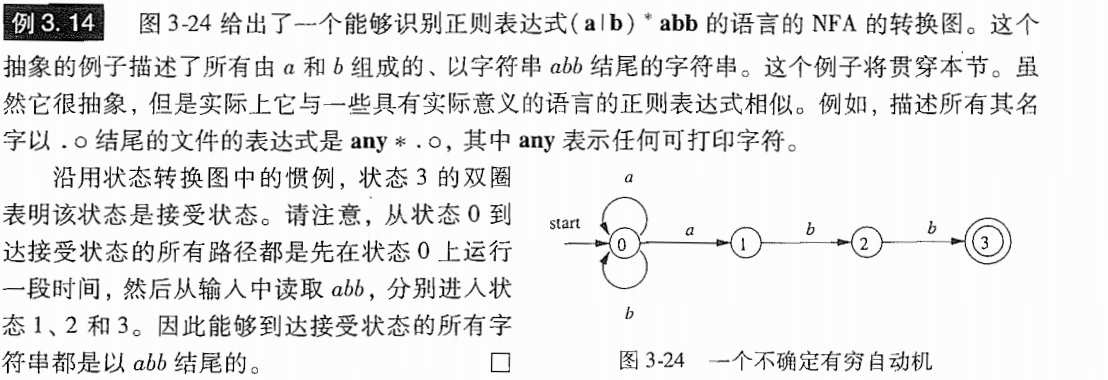 例 3.14 图 3-24 给出了一个能够识别正则表达式(a|b)*abb 的语言的 NFA 的转换图。这个
抽象的例子描述了所有由 a 和 b 组成的、以字符串 abb 结尾的字符串。这个例子将贯穿本节。虽
然它很抽象，但是实际上它与一些具有实际意义的语言的正则表达式相似。例如，描述所有其名
字以 .o 结尾的文件的表达式是 any * .o，其中 any 表示任何可打印字符。
沿用状态转换图中的惯例，状态 3 的双圈
表明该状态是接受状态。请注意，从状态 0 到
达接受状态的所有路径都是先在状态 0 上运行
一段时间，然后从输入中读取 abb，分别进入状
态 1、2 和 3。因此能够到达接受状态的所有字
符串都是以 abb 结尾的。 □
a
start 0 a 1 b 2 b 3
b
图 3-24 一个不确定有穷自动机